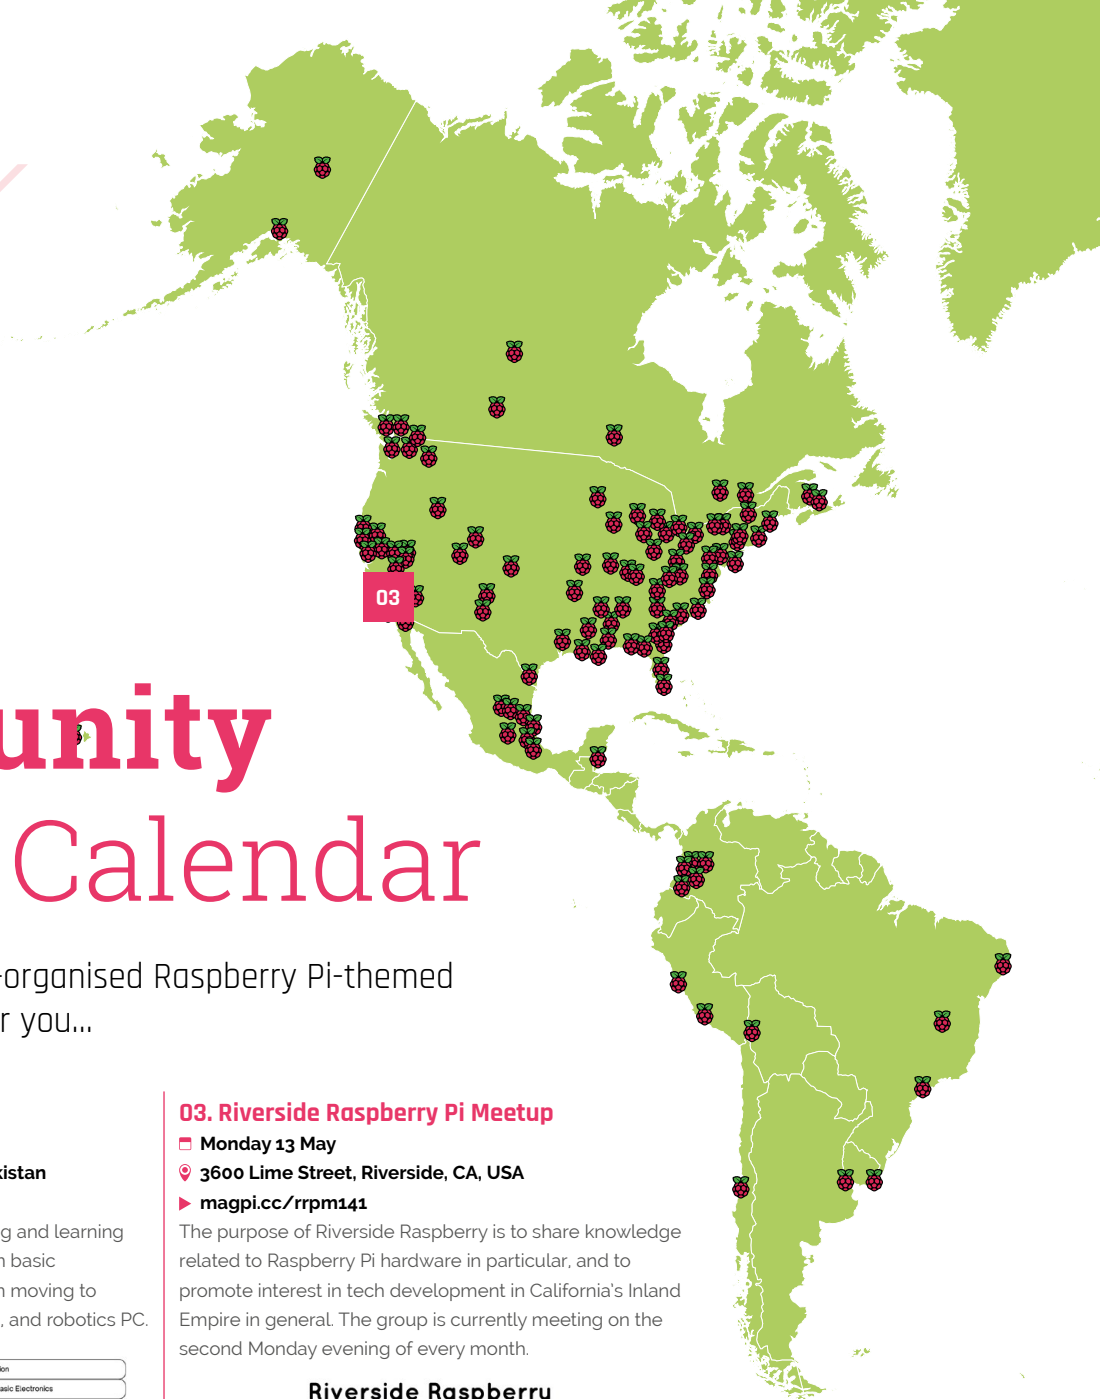 03
unity
Calendar
-organised Raspberry Pi-themed
r you...
kistan
g and learning
n basic
n moving to
, and robotics PC.
ion
asic Electronics
03. Riverside Raspberry Pi Meetup
Monday 13 May
3600 Lime Street, Riverside, CA, USA
magpi.cc/rrpm141
The purpose of Riverside Raspberry is to share knowledge
related to Raspberry Pi hardware in particular, and to
promote interest in tech development in California's Inland
Empire in general. The group is currently meeting on the
second Monday evening of every month.
Riverside Raspberry